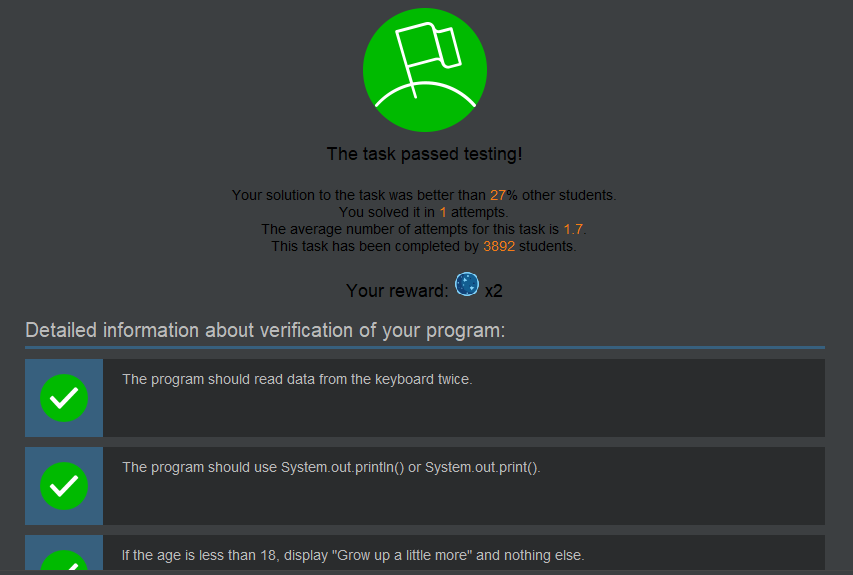 The task passed testing!
Your solution to the task was better than 27% other students.
You solved it in 1 attempts.
The average number of attempts for this task is 1.7.
This task has been completed by 3892 students.
Your reward: x2
Detailed information about verification of your program:
The program should read data from the keyboard twice.
The program should use System.out.println() or System.out.print().
If the age is less than 18, display "Grow up a little more" and nothing else.